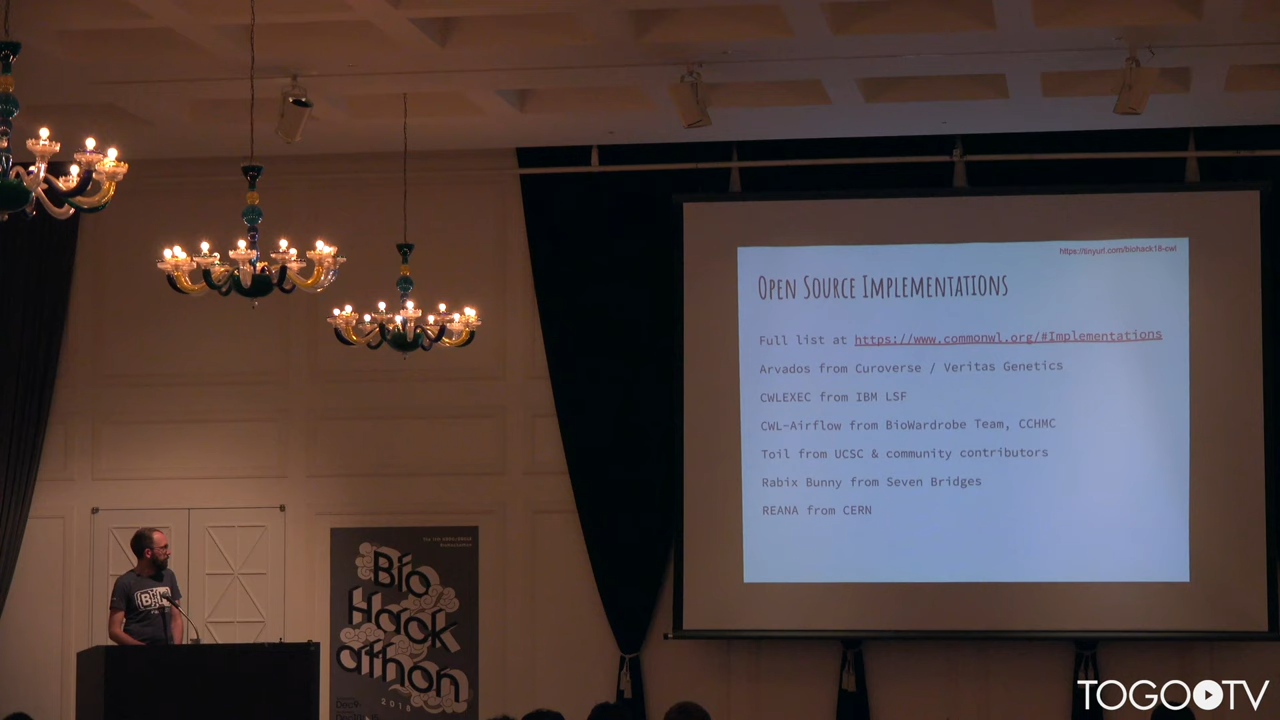 https://tinyurl.com/biohack18-cwl
Open Source Implementations
Full list at https://www.commonwl.org/#Implementations
Arvados from Curoverse / Veritas Genetics
CWLEXEC from IBM LSF
CWL-Airflow from BioWardrobe Team, CCHMC
Toil from UCSC & community contributors
Rabix Bunny from Seven Bridges
REANA from CERN
Bio
Hack
athon
2018
TOGO TV